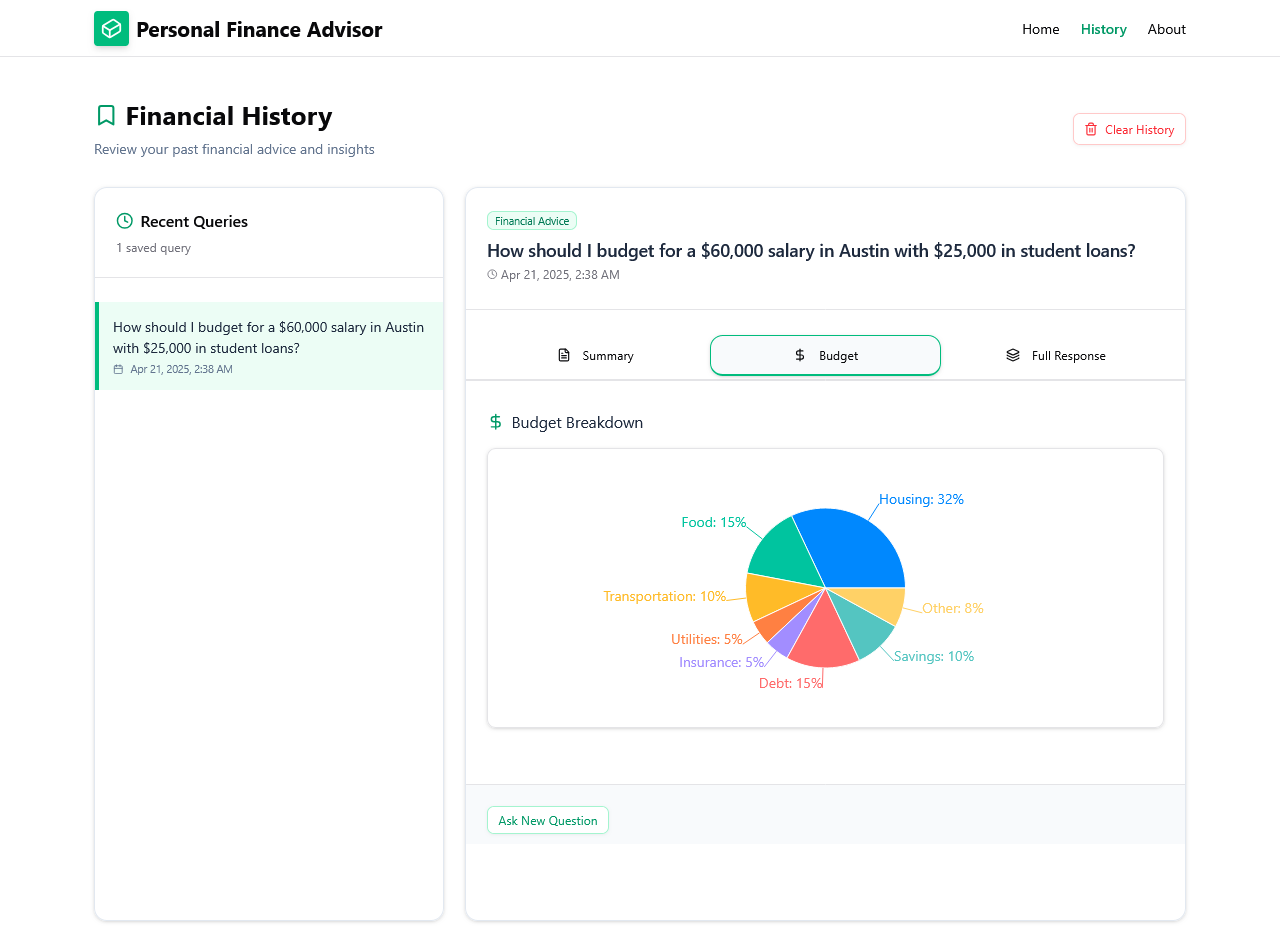 Personal Finance Advisor
Home
History
About
Financial History
Review your past financial advice and insights
Clear History
Recent Queries
1 saved query
How should I budget for a $60,000 salary in Austin
with $25,000 in student loans?
Apr 21, 2025, 2:38 AM
Financial Advice
How should I budget for a $60,000 salary in Austin with $25,000 in student loans?
Apr 21, 2025, 2:38 AM
Summary
Budget
Full Response
Budget Breakdown
Housing: 32%
Food: 15%
Transportation: 10%
Other: 8%
Utilities: 5%
Savings: 10%
Insurance: 5%
Debt: 15%
Ask New Question